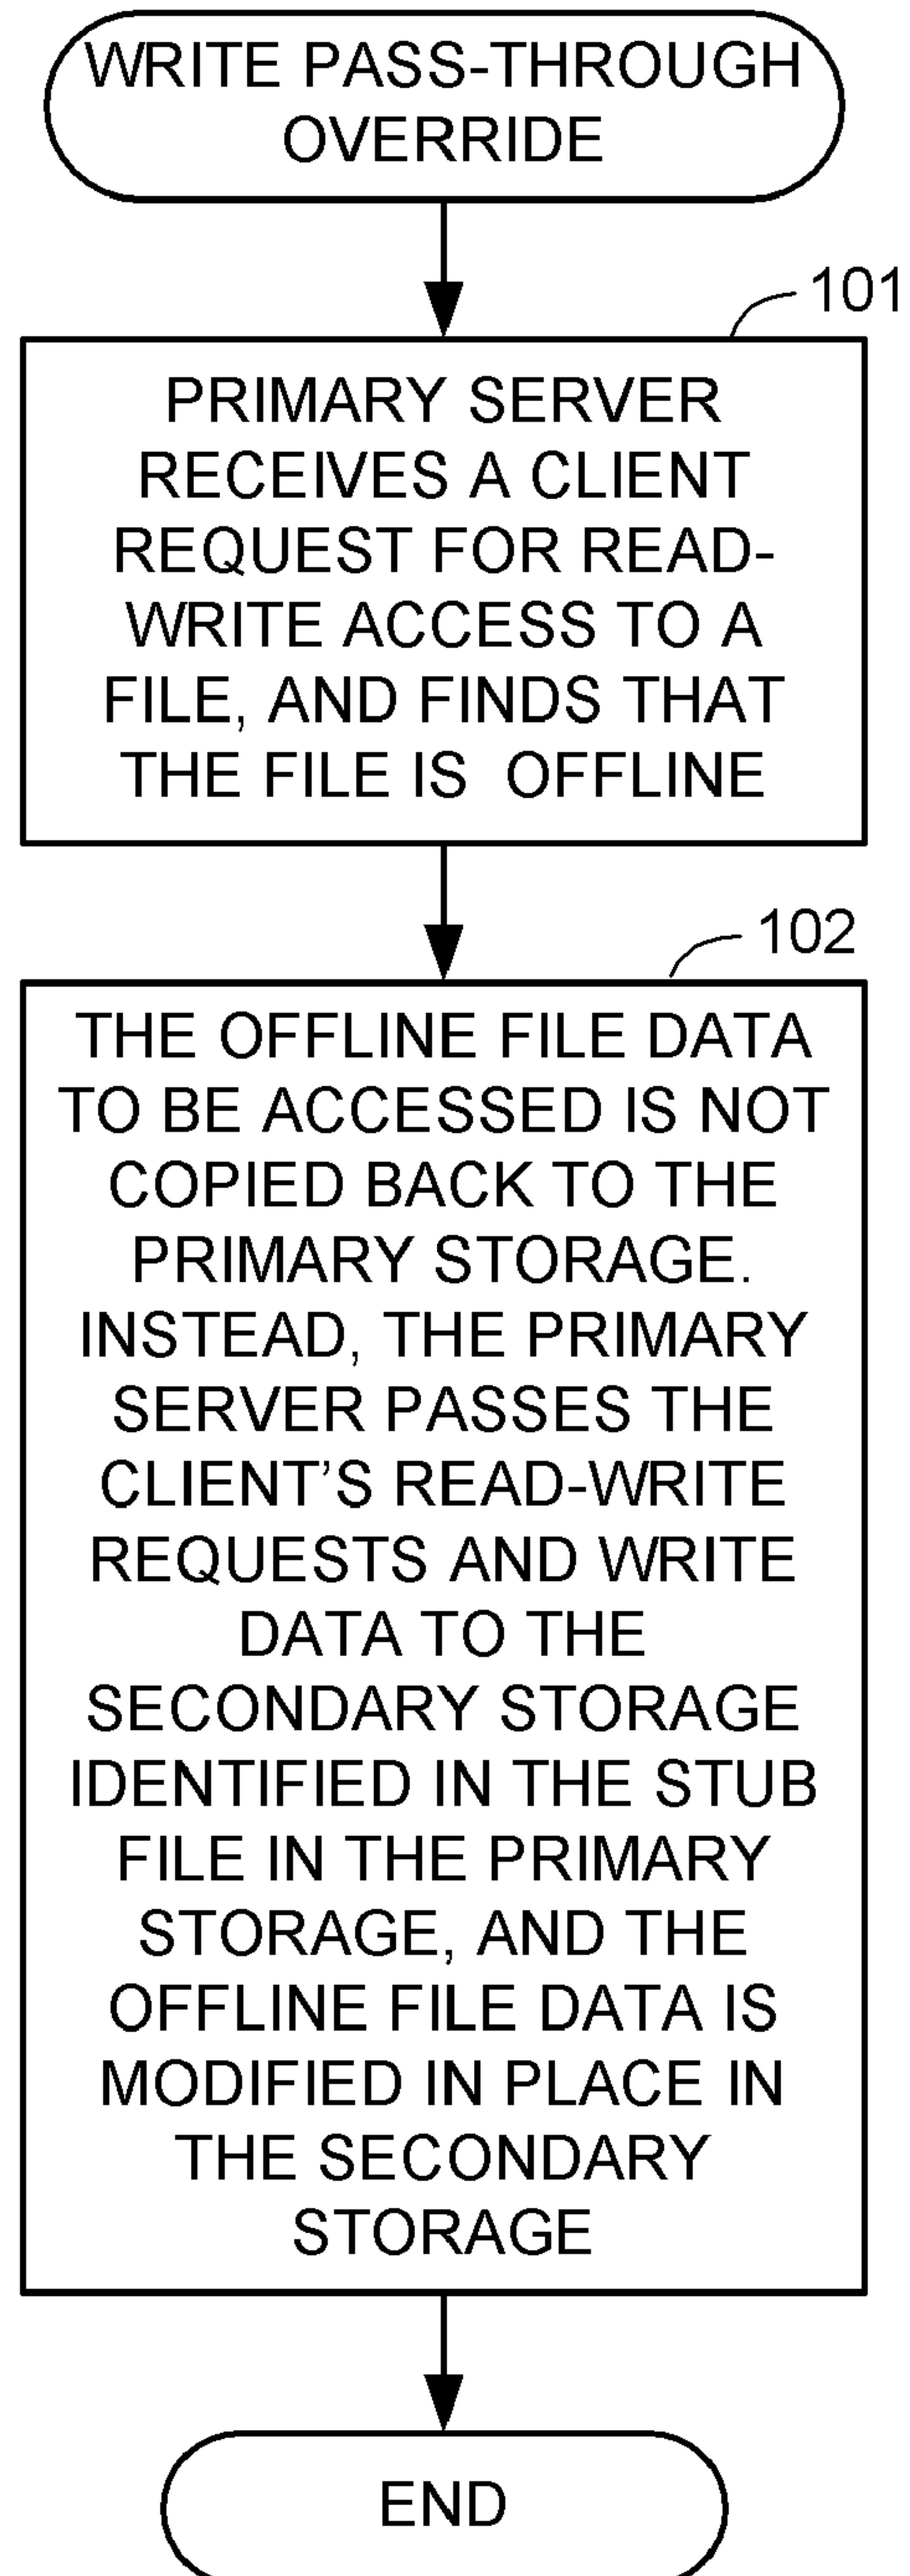 WRITE PASS-THROUGH
OVERRIDE
101
PRIMARY SERVER
RECEIVES A CLIENT
REQUEST FOR READ-
WRITE ACCESS TO A
FILE, AND FINDS THAT
THE FILE IS OFFLINE
102
THE OFFLINE FILE DATA
TO BE ACCESSED IS NOT
COPIED BACK TO THE
PRIMARY STORAGE.
INSTEAD, THE PRIMARY
SERVER PASSES THE
CLIENT’S READ-WRITE
REQUESTS AND WRITE
DATA TO THE
SECONDARY STORAGE
IDENTIFIED IN THE STUB
FILE IN THE PRIMARY
STORAGE, AND THE
OFFLINE FILE DATA IS
MODIFIED IN PLACE IN
THE SECONDARY
STORAGE
END